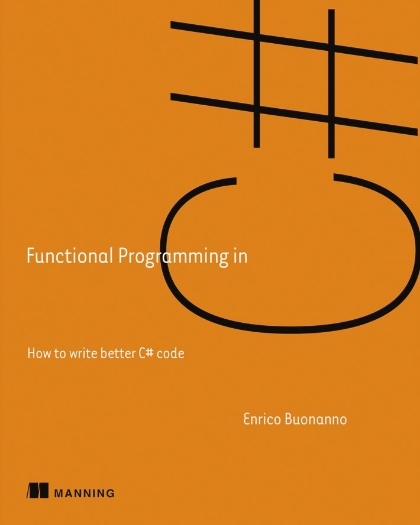 Functional Programming in
C#
How to write better C# code
Enrico Buonanno
MANNING